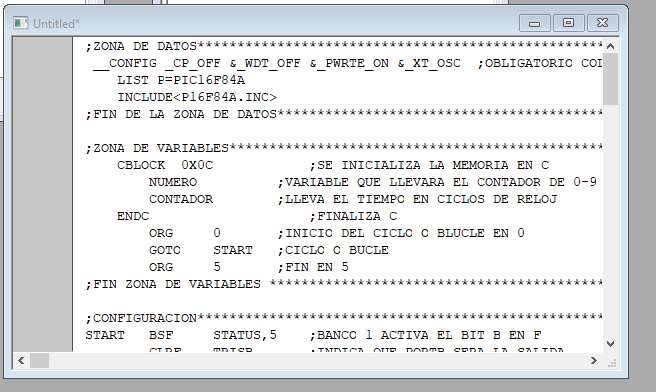 Untitled*
;ZONA DE DATOS*************************************************
__CONFIG _CP_OFF &_WDT_OFF &_PWRTE_ON &_XT_OSC ;OBLIGATORIO COL
LIST P=PIC16F84A
INCLUDE<P16F84A.INC>
;FIN DE LA ZONA DE DATOS*****************************************
;ZONA DE VARIABLES***********************************************
CBLOCK 0X0C ;SE INICIALIZA LA MEMORIA EN C
NUMERO ;VARIABLE QUE LLEVARA EL CONTADOR DE 0-9
CONTADOR ;LLEVA EL TIEMPO EN CICLOS DE RELOJ
ENDC ;FINALIZA C
ORG 0 ;INICIO DEL CICLO O BLUCLE EN 0
GOTO START ;CICLO O BUCLE
ORG 5 ;FIN EN 5
;FIN ZONA DE VARIABLES ******************************************
;CONFIGURACION***************************************************
START BSF STATUS,5 ;BANCO 1 ACTIVA EL BIT B EN F
CLRF TRISB ;INDICA QUE PORTB SERA LA SALIDA